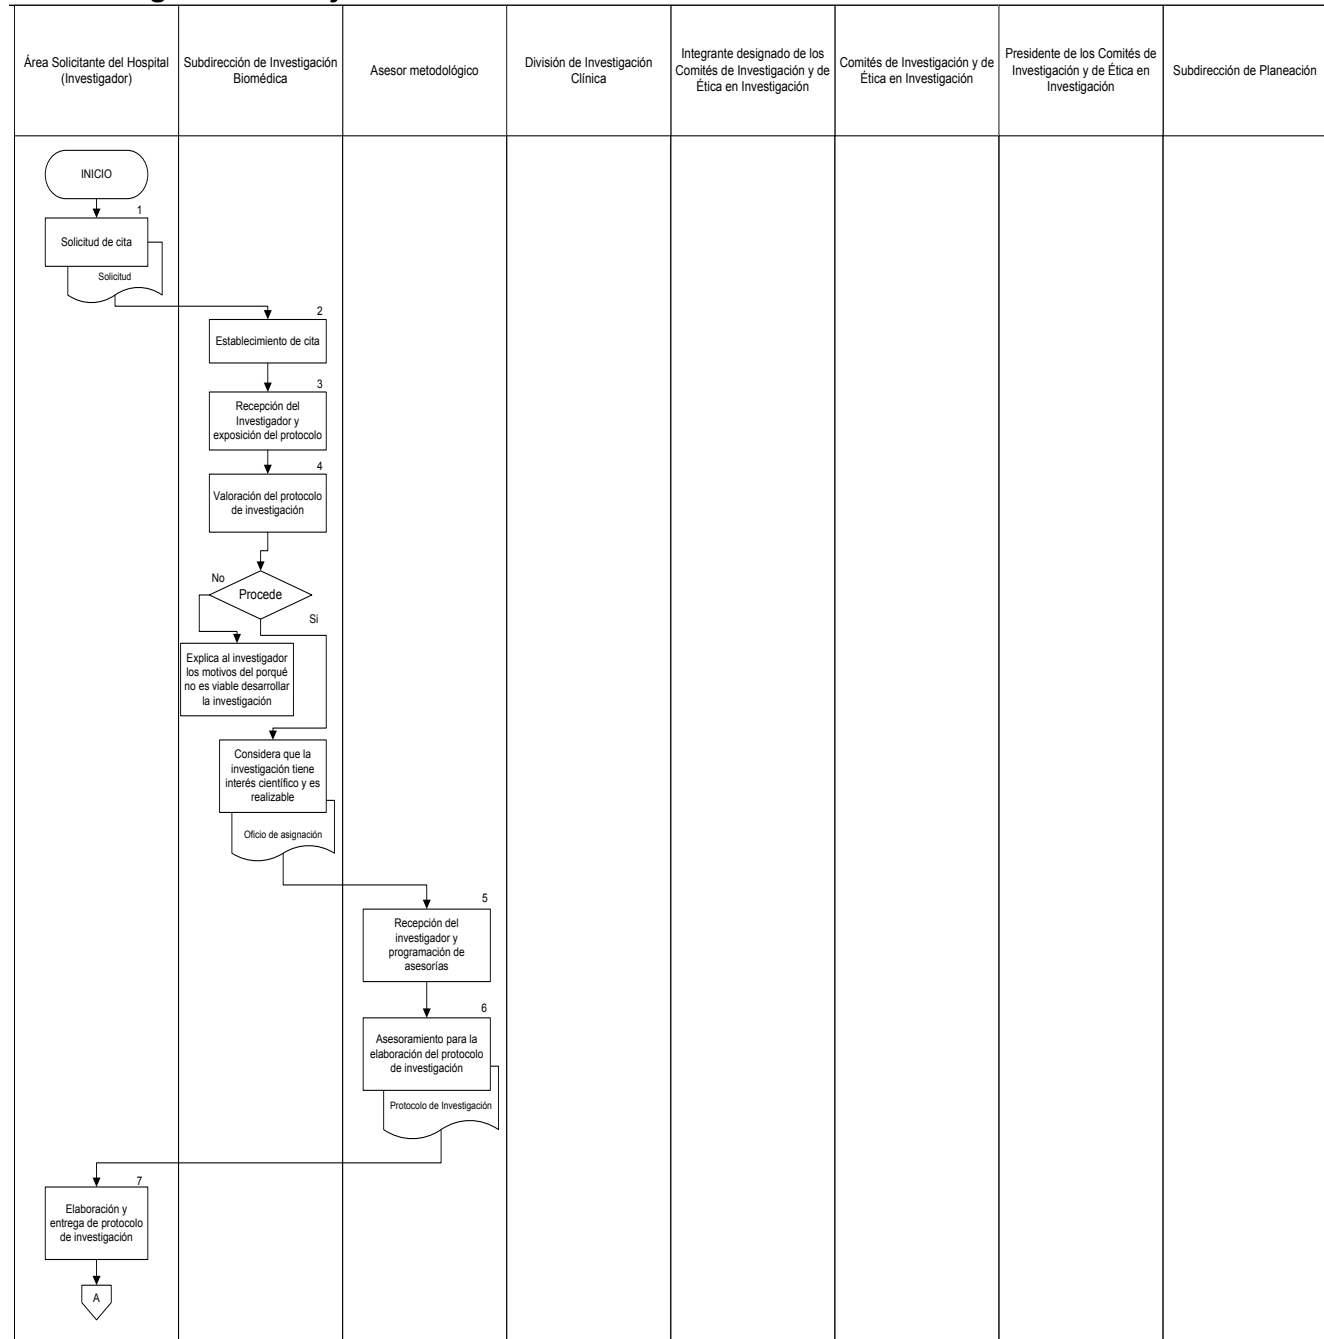 Área Solicitante del Hospital
(Investigador)
Subdirección de Investigación
Biomédica
Asesor metodológico
División de Investigación
Clínica
Integrante designado de los
Comités de Investigación y de
Ética en Investigación
Comités de Investigación y de
Ética en Investigación
Presidente de los Comités de
Investigación y de Ética en
Investigación
Subdirección de Planeación
INICIO
1
Solicitud de cita
Solicitud
2
Establecimiento de cita
3
Recepción del
Investigador y
exposición del protocolo
4
Valoración del protocolo
de investigación
No
Procede
Si
Explica al investigador
los motivos del porqué
no es viable desarrollar
la investigación
Considera que la
investigación tiene
interés científico y es
realizable
Oficio de asignación
5
Recepción del
investigador y
programación de
asesorías
6
Asesoramiento para la
elaboración del protocolo
de investigación
Protocolo de Investigación
7
Elaboración y
entrega de protocolo
de investigación
A